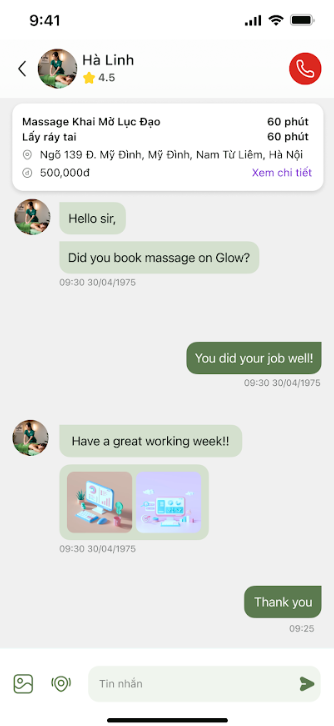 9:41
Hà Linh
4.5
Massage Khai Mở Lục Đạo 60 phút
Lấy ráy tai 60 phút
Ngõ 139 Đ. Mỹ Đình, Mỹ Đình, Nam Từ Liêm, Hà Nội
500,000đ Xem chi tiết
Hello sir,
Did you book massage on Glow?
09:30 30/04/1975
You did your job well!
09:30 30/04/1975
Have a great working week!!
09:30 30/04/1975
Thank you
09:25
Tin nhắn